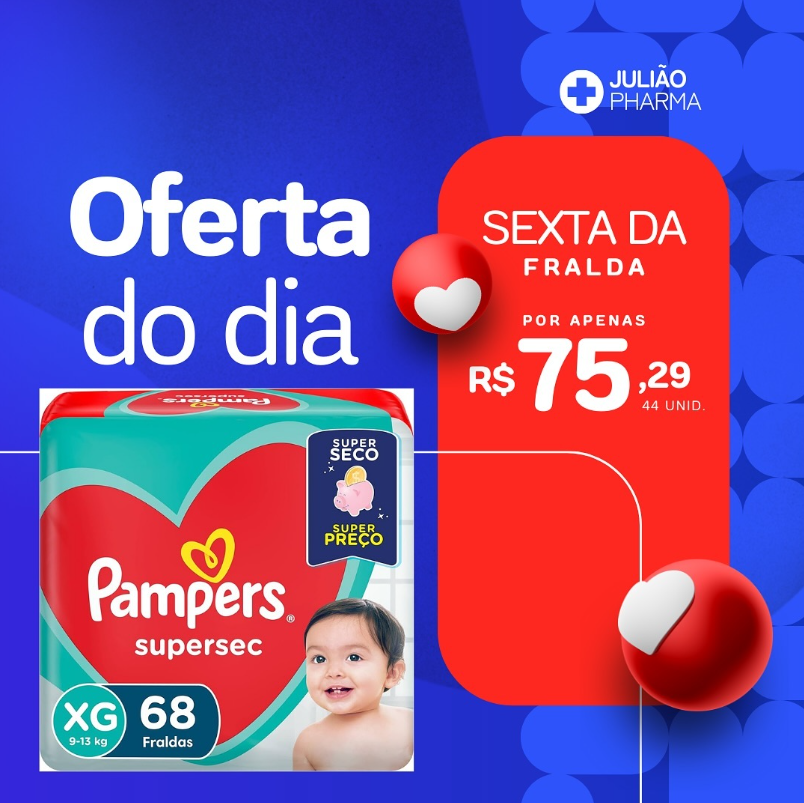 JULIÃO
PHARMA
Oferta
do dia
SEXTA DA
FRALDA
POR APENAS
R$ 75,29
44 UNID.
supersec
Pampers
SUPER
SECO
SUPER
PREÇO
Pampers®
supersec
XG
9-13 kg
68
Fraldas